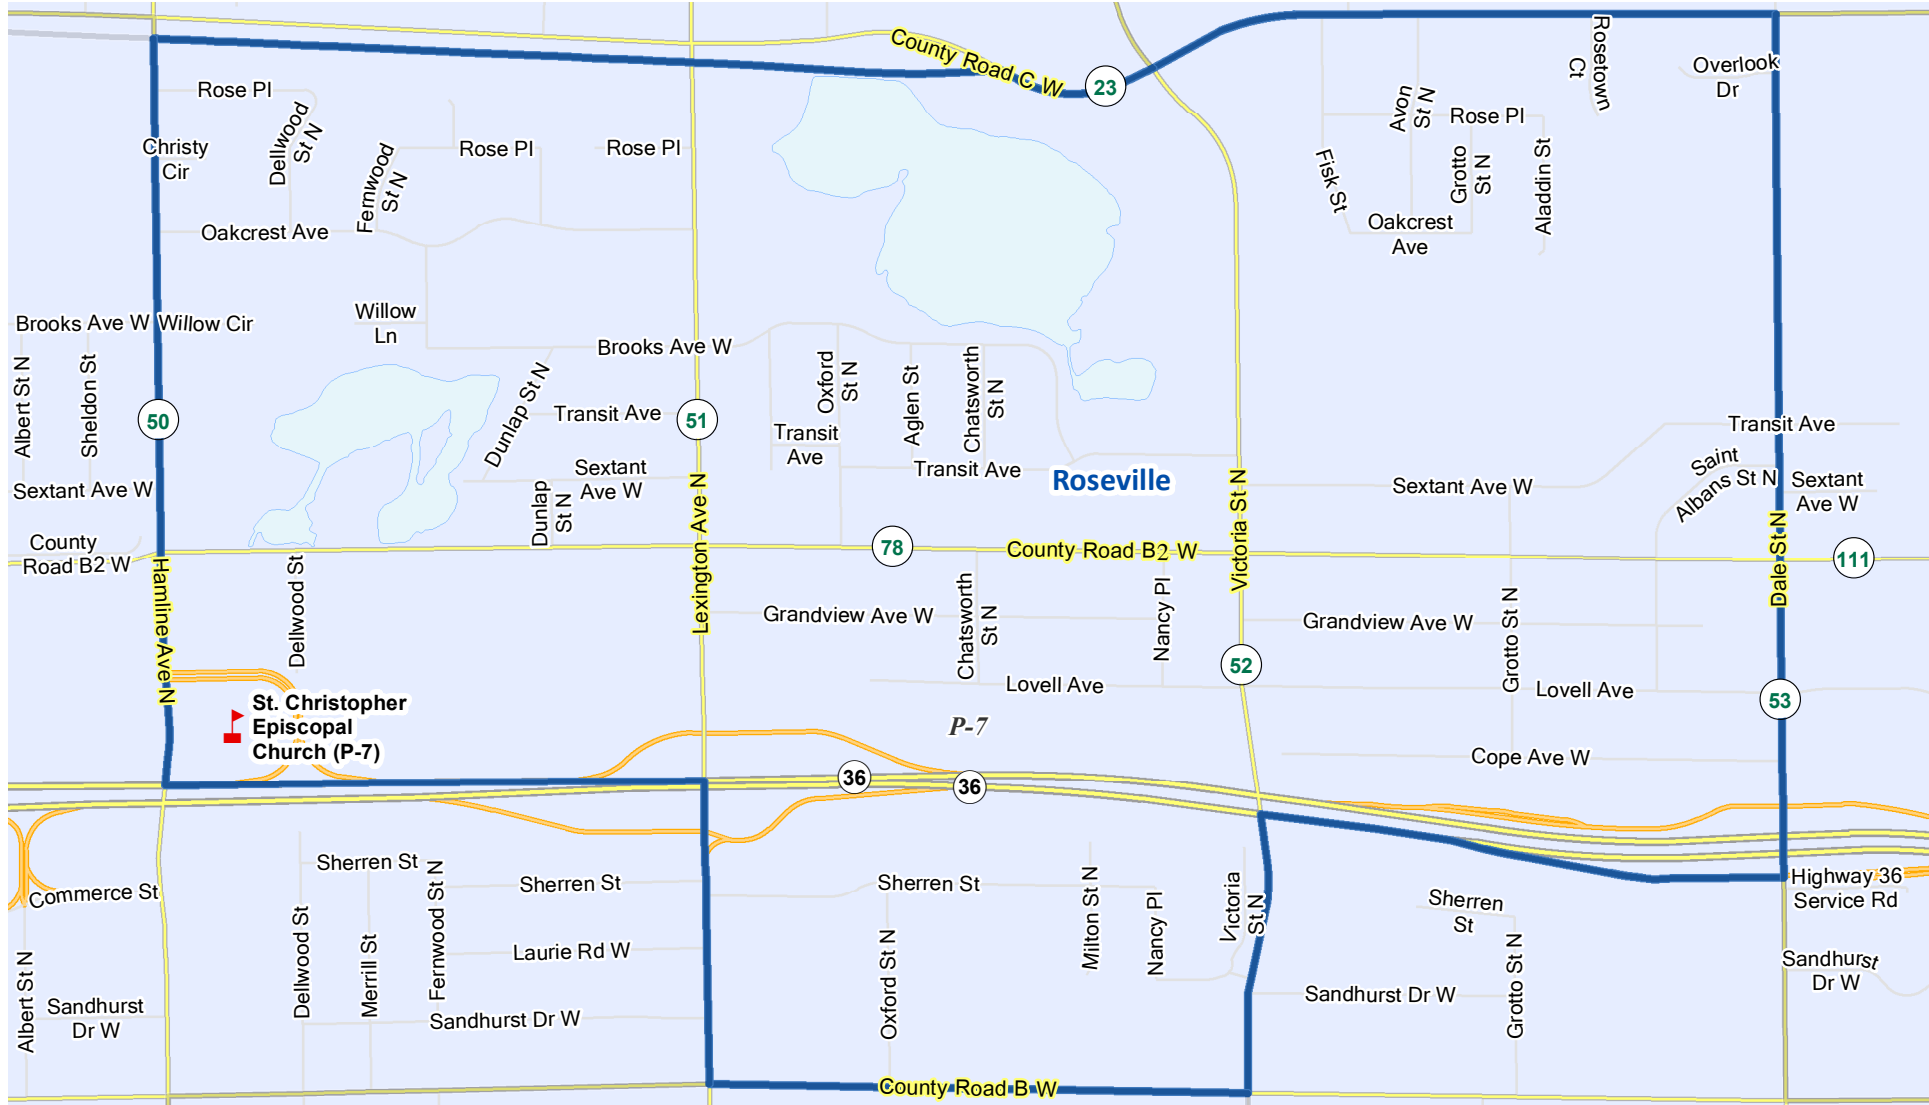 County Road C W
23
Rosetown
Ct
Overlook
Dr
Rose Pl
Dellwood
St N
Christy
Cir
Fernwood
St N
Rose Pl
Rose Pl
Avon
St N
Rose Pl
Fisk St
Grotto
St N
Aladdin St
Oakcrest
Ave
Oakcrest Ave
Brooks Ave W
Willow Cir
Willow
Ln
Brooks Ave W
Albert St N
Sheldon St
50
Dunlap St N
Transit Ave
51
Oxford
St N
Aglen St
Chatsworth
St N
Transit
Ave
Transit Ave
Transit Ave
Saint
Albans St N
Sextant Ave W
Sextant
Ave W
Dunlap
St N
Roseville
Sextant Ave W
Sextant
Ave W
Lexington Ave N
Victoria St N
Dale St N
County
Road B2 W
78
County Road B2 W
111
Hamline Ave N
Dellwood St
Chatsworth
St N
Nancy Pl
Grandview Ave W
Grandview Ave W
Grotto St N
52
Lovell Ave
Lovell Ave
53
St. Christopher
Episcopal
Church (P-7)
P-7
Cope Ave W
36
36
Commerce St
Sherren St
Sherren St
Sherren St
Highway 36
Service Rd
Sherren
St
Albert St N
Dellwood St
Merrill St
Fernwood St N
Laurie Rd W
Oxford St N
Milton St N
Nancy Pl
Victoria
St N
Grotto St N
Sandhurst
Dr W
Sandhurst Dr W
Sandhurst Dr W
Sandhurst
Dr W
County Road B W